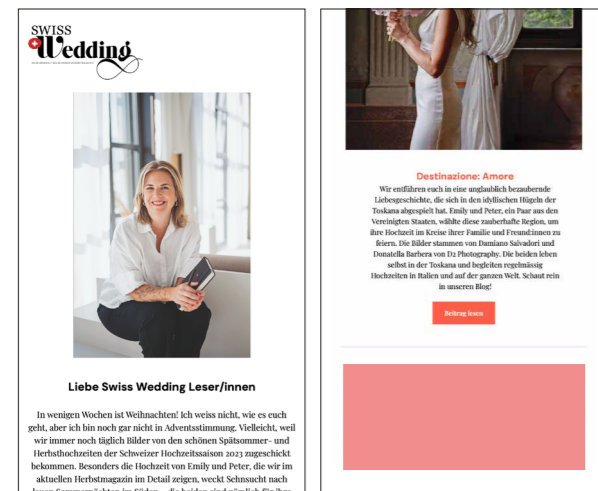 SWISS
Wedding
Liebe Swiss Wedding Leser/innen
In wenigen Wochen ist Weihnachten! Ich weiss nicht, wie es euch
geht, aber ich bin noch gar nicht in Adventsstimmung. Vielleicht, weil
wir immer noch täglich Bilder von den schönen Spätsommer- und
Herbsthochzeiten der Schweizer Hochzeitssaison 2023 zugeschickt
bekommen. Besonders die Hochzeit von Emily und Peter, die wir im
aktuellen Herbstmagazin im Detail zeigen, weckt Sehnsucht nach
Destinazione: Amore
Wir entführen euch in eine unglaublich bezaubernde
Liebesgeschichte, die sich in den idyllischen Hügeln der
Toskana abgespielt hat. Emily und Peter, ein Paar aus den
Vereinigten Staaten, wählte diese zauberhafte Region, um
ihre Hochzeit im Kreise ihrer Familie und Freund:innen zu
feiern. Die Bilder stammen von Damiano Salvadori und
Donatella Barbera von D2 Photography. Die beiden leben
selbst in der Toskana und begleiten regelmässig
Hochzeiten in Italien und auf der ganzen Welt. Schaut rein
in unseren Blog!
Beitrag lesen